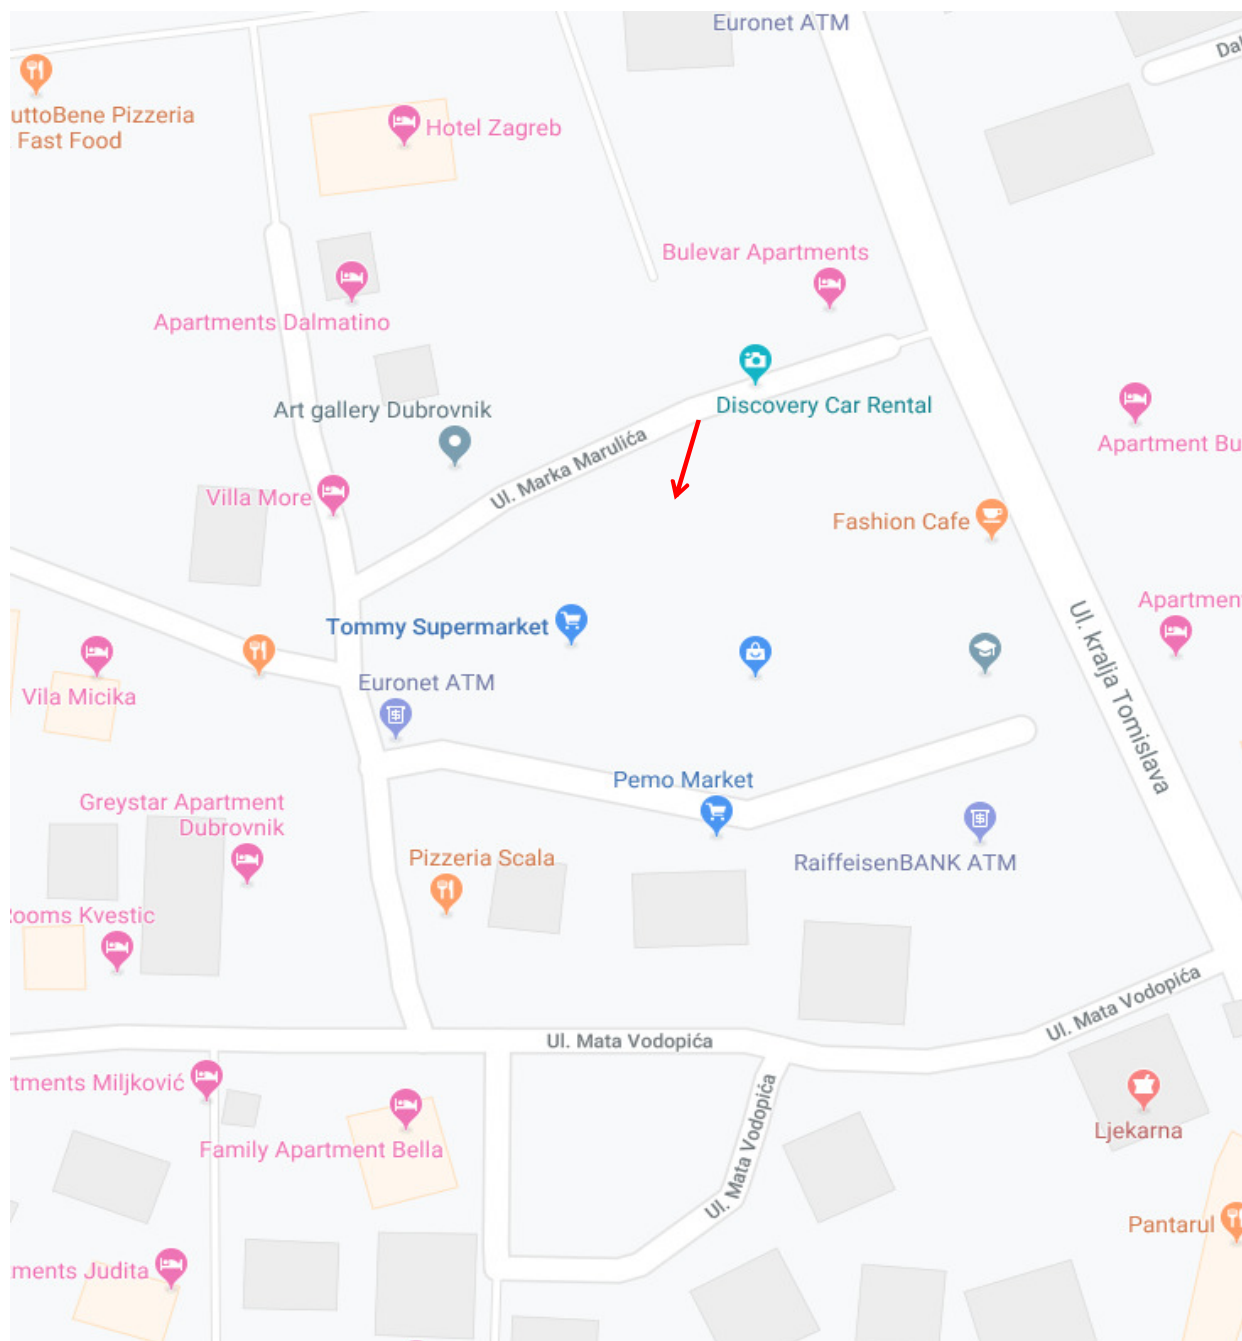 Euronet ATM
Dal
uttoBene Pizzeria
Fast Food
Hotel Zagreb
Bulevar Apartments
Apartments Dalmatino
Discovery Car Rental
Art gallery Dubrovnik
Apartment Bu
Ul. Marka Marulića
Villa More
Fashion Cafe
Apartmen
Tommy Supermarket
Ul. kralja Tomislava
Euronet ATM
Vila Micika
Pemo Market
Greystar Apartment
Dubrovnik
Pizzeria Scala
RaiffeisenBANK ATM
Rooms Kvestic
Ul. Mata Vodopića
Ul. Mata Vodopića
rtments Miljković
Ul. Mata Vodopića
Ljekarna
Family Apartment Bella
Pantarul
tments Judita